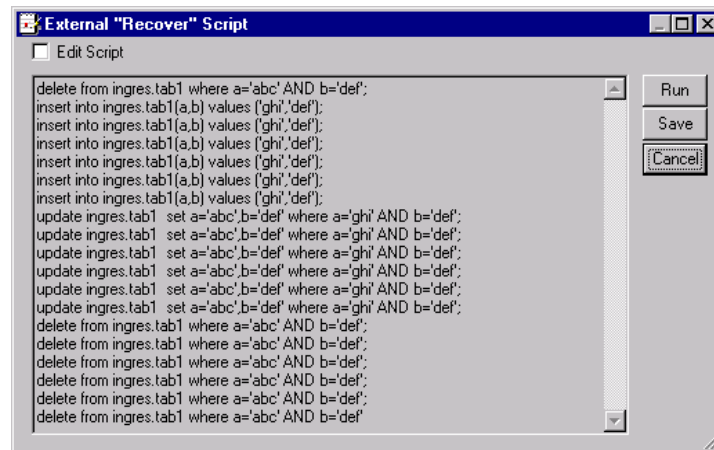 External "Recover" Script
Edit Script
delete from ingres.tab1 where a='abc' AND b='def';
insert into ingres.tab1(a,b) values ('ghi','def');
insert into ingres.tab1(a,b) values ('ghi','def');
insert into ingres.tab1(a,b) values ('ghi','def');
insert into ingres.tab1(a,b) values ('ghi','def');
insert into ingres.tab1(a,b) values ('ghi','def');
insert into ingres.tab1(a,b) values ('ghi','def');
update ingres.tab1  set a='abc',b='def' where a='ghi' AND b='def';
update ingres.tab1  set a='abc',b='def' where a='ghi' AND b='def';
update ingres.tab1  set a='abc',b='def' where a='ghi' AND b='def';
update ingres.tab1  set a='abc',b='def' where a='ghi' AND b='def';
update ingres.tab1  set a='abc',b='def' where a='ghi' AND b='def';
update ingres.tab1  set a='abc',b='def' where a='ghi' AND b='def';
delete from ingres.tab1 where a='abc' AND b='def';
delete from ingres.tab1 where a='abc' AND b='def';
delete from ingres.tab1 where a='abc' AND b='def';
delete from ingres.tab1 where a='abc' AND b='def';
delete from ingres.tab1 where a='abc' AND b='def';
delete from ingres.tab1 where a='abc' AND b='def'
Run
Save
Cancel